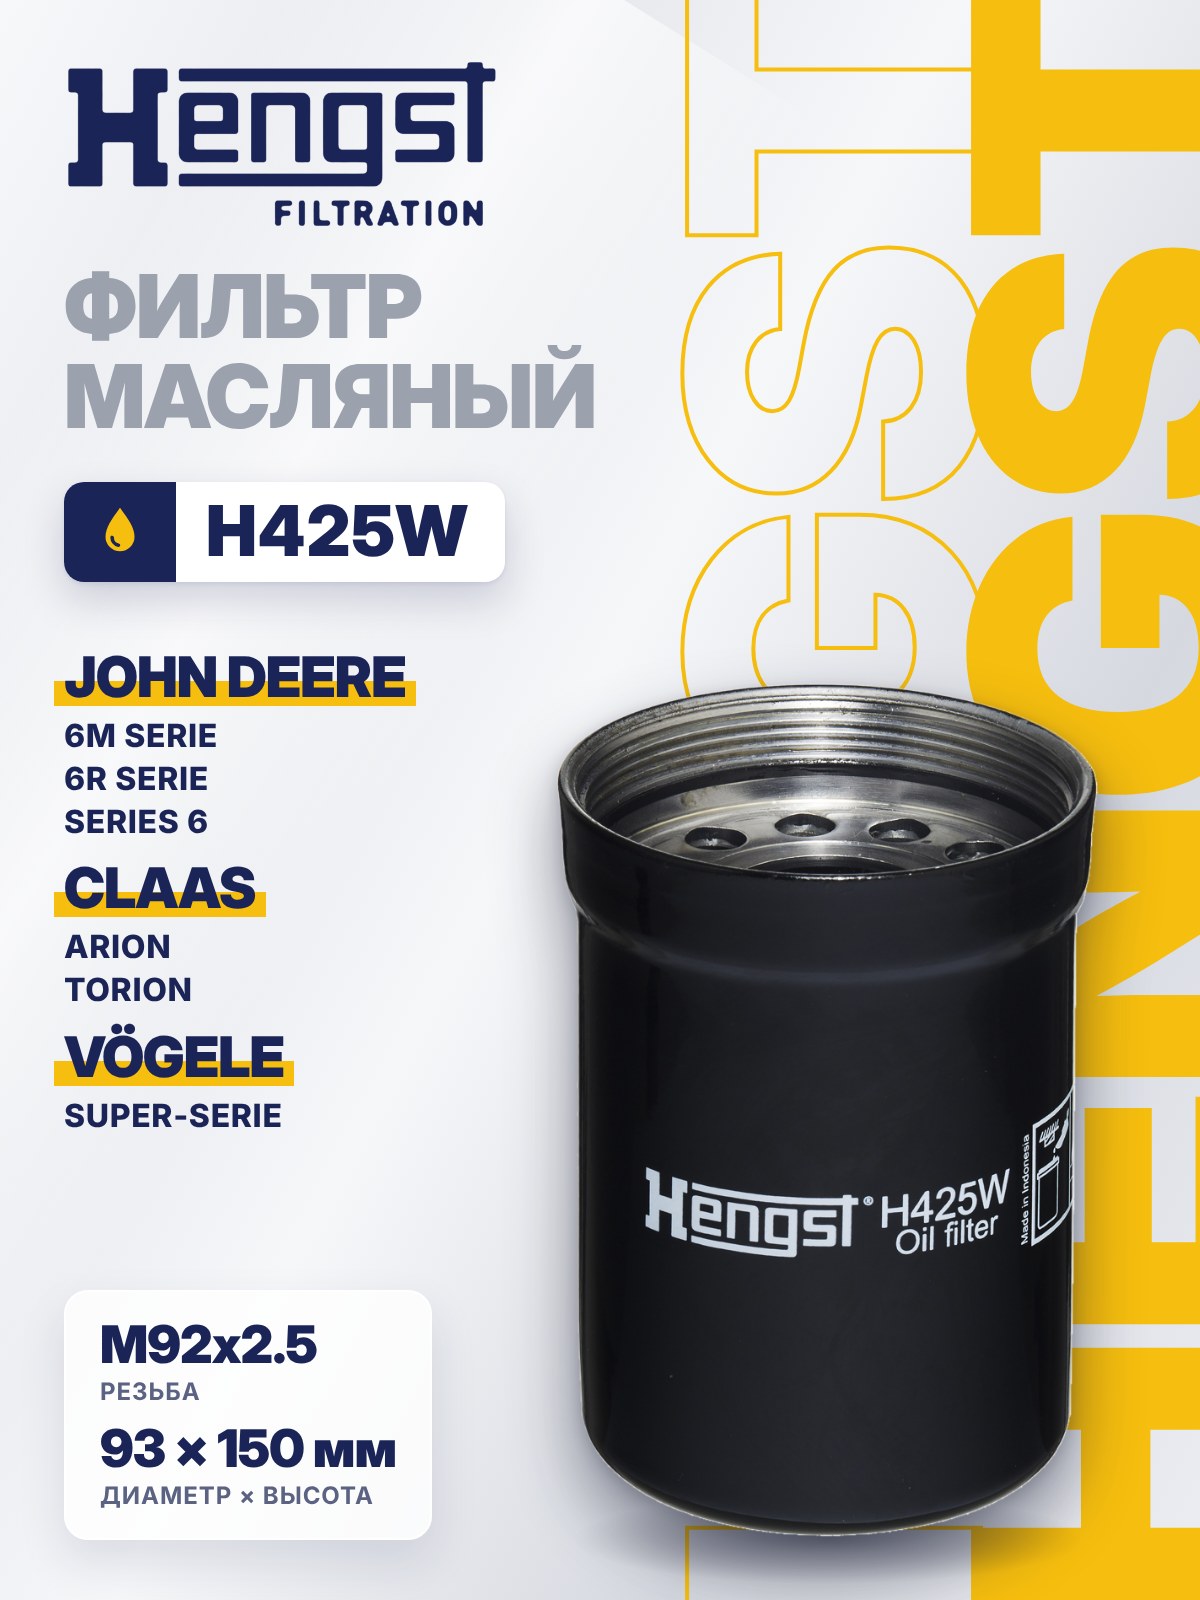 Hengst
FILTRATION
ФИЛЬТР
МАСЛЯНЫЙ
H425W
JOHN DEERE
6M SERIE
6R SERIE
SERIES 6
CLAAS
ARION
TORION
VÖGELE
SUPER-SERIE
M92x2.5
РЕЗЬБА
93 × 150 мм
ДИАМЕТР × ВЫСОТА
HENGST
Hengst® H425W
Oil filter
Made in Indonesia